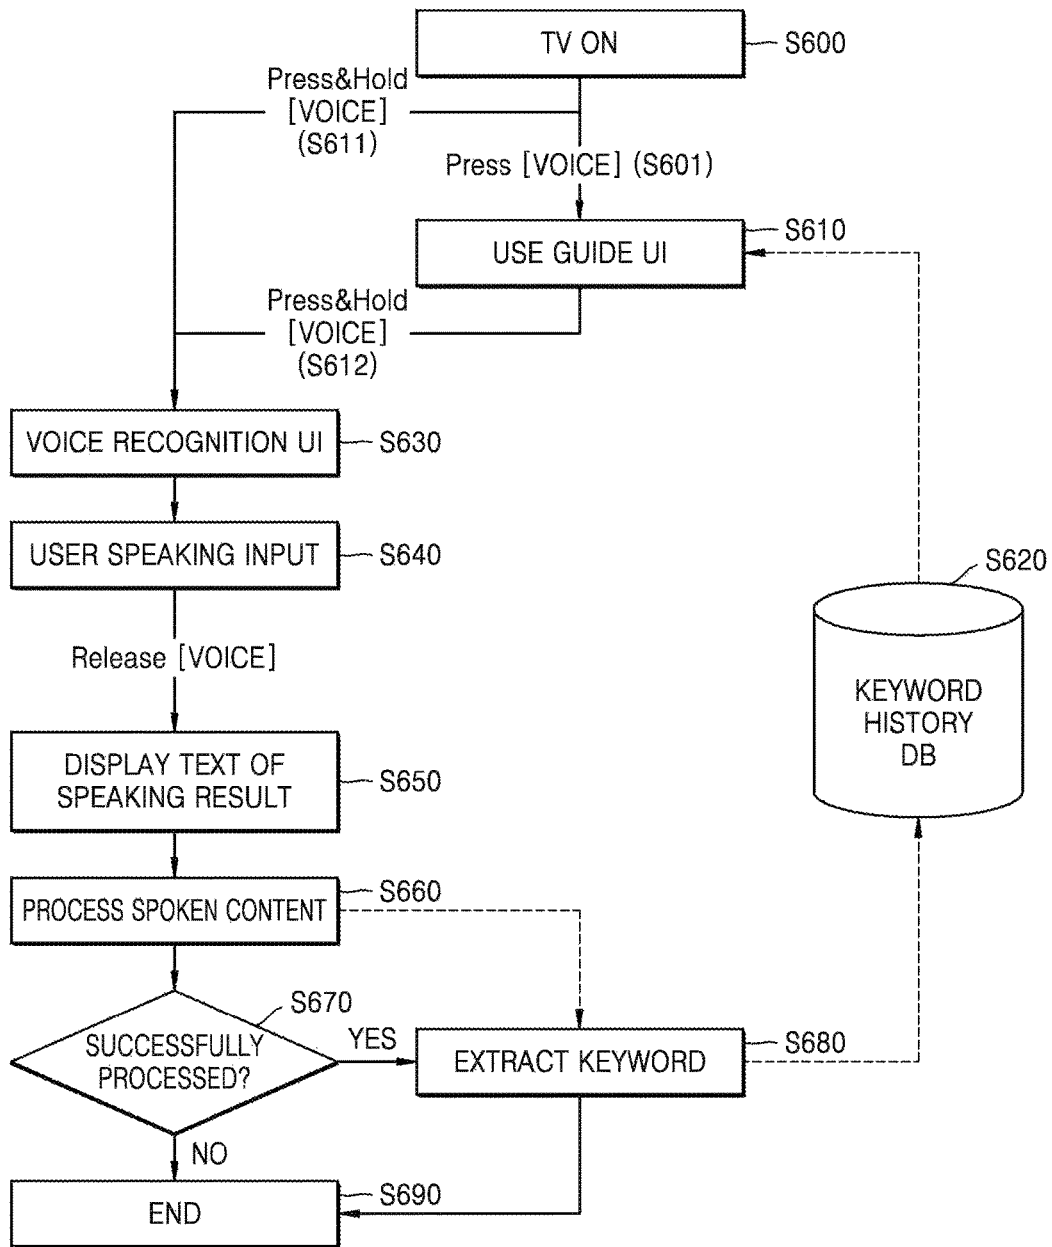 TV ON
S600
Press&Hold
[VOICE]
(S611)
Press [VOICE] (S601)
USE GUIDE UI
S610
Press&Hold
[VOICE]
(S612)
VOICE RECOGNITION UI
S630
USER SPEAKING INPUT
S640
S620
KEYWORD
HISTORY
DB
Release [VOICE]
DISPLAY TEXT OF
SPEAKING RESULT
S650
PROCESS SPOKEN CONTENT
S660
SUCCESSFULLY
PROCESSED?
S670
YES
EXTRACT KEYWORD
S680
NO
END
S690